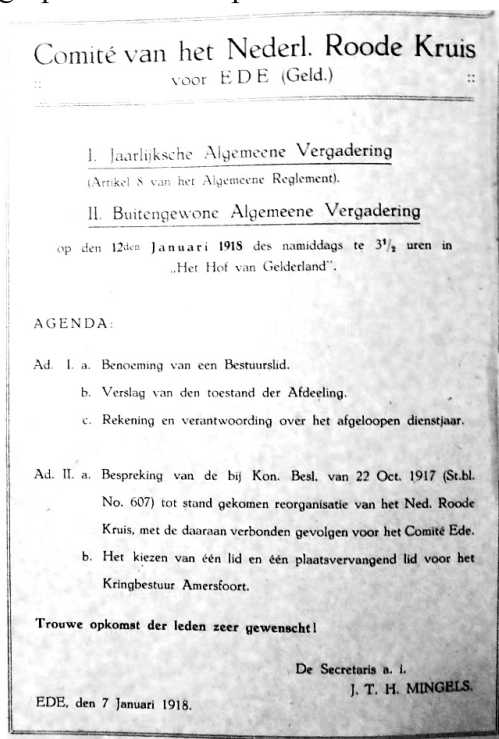 Comité van het Nederl. Roode Kruis
:: voor EDE (Geld.) ::
I. Jaarlijksche Algemeene Vergadering
(Artikel 8 van het Algemeene Reglement).
II. Buitengewone Algemeene Vergadering
op den 12den Januari 1918 des namiddags te 3½ uren in
„Het Hof van Gelderland".
AGENDA:
Ad. I. a. Benoeming van een Bestuurslid.
b. Verslag van den toestand der Afdeeling.
c. Rekening en verantwoording over het afgeloopen dienstjaar.
Ad. II. a. Bespreking van de bij Kon. Besl. van 22 Oct. 1917 (St.bl.
No. 607) tot stand gekomen reorganisatie van het Ned. Roode
Kruis, met de daaraan verbonden gevolgen voor het Comité Ede.
b. Het kiezen van één lid en één plaatsvervangend lid voor het
Kringbestuur Amersfoort.
Trouwe opkomst der leden zeer gewenscht!
De Secretaris a. i.
J. T. H. MINGELS.
EDE, den 7 Januari 1918.